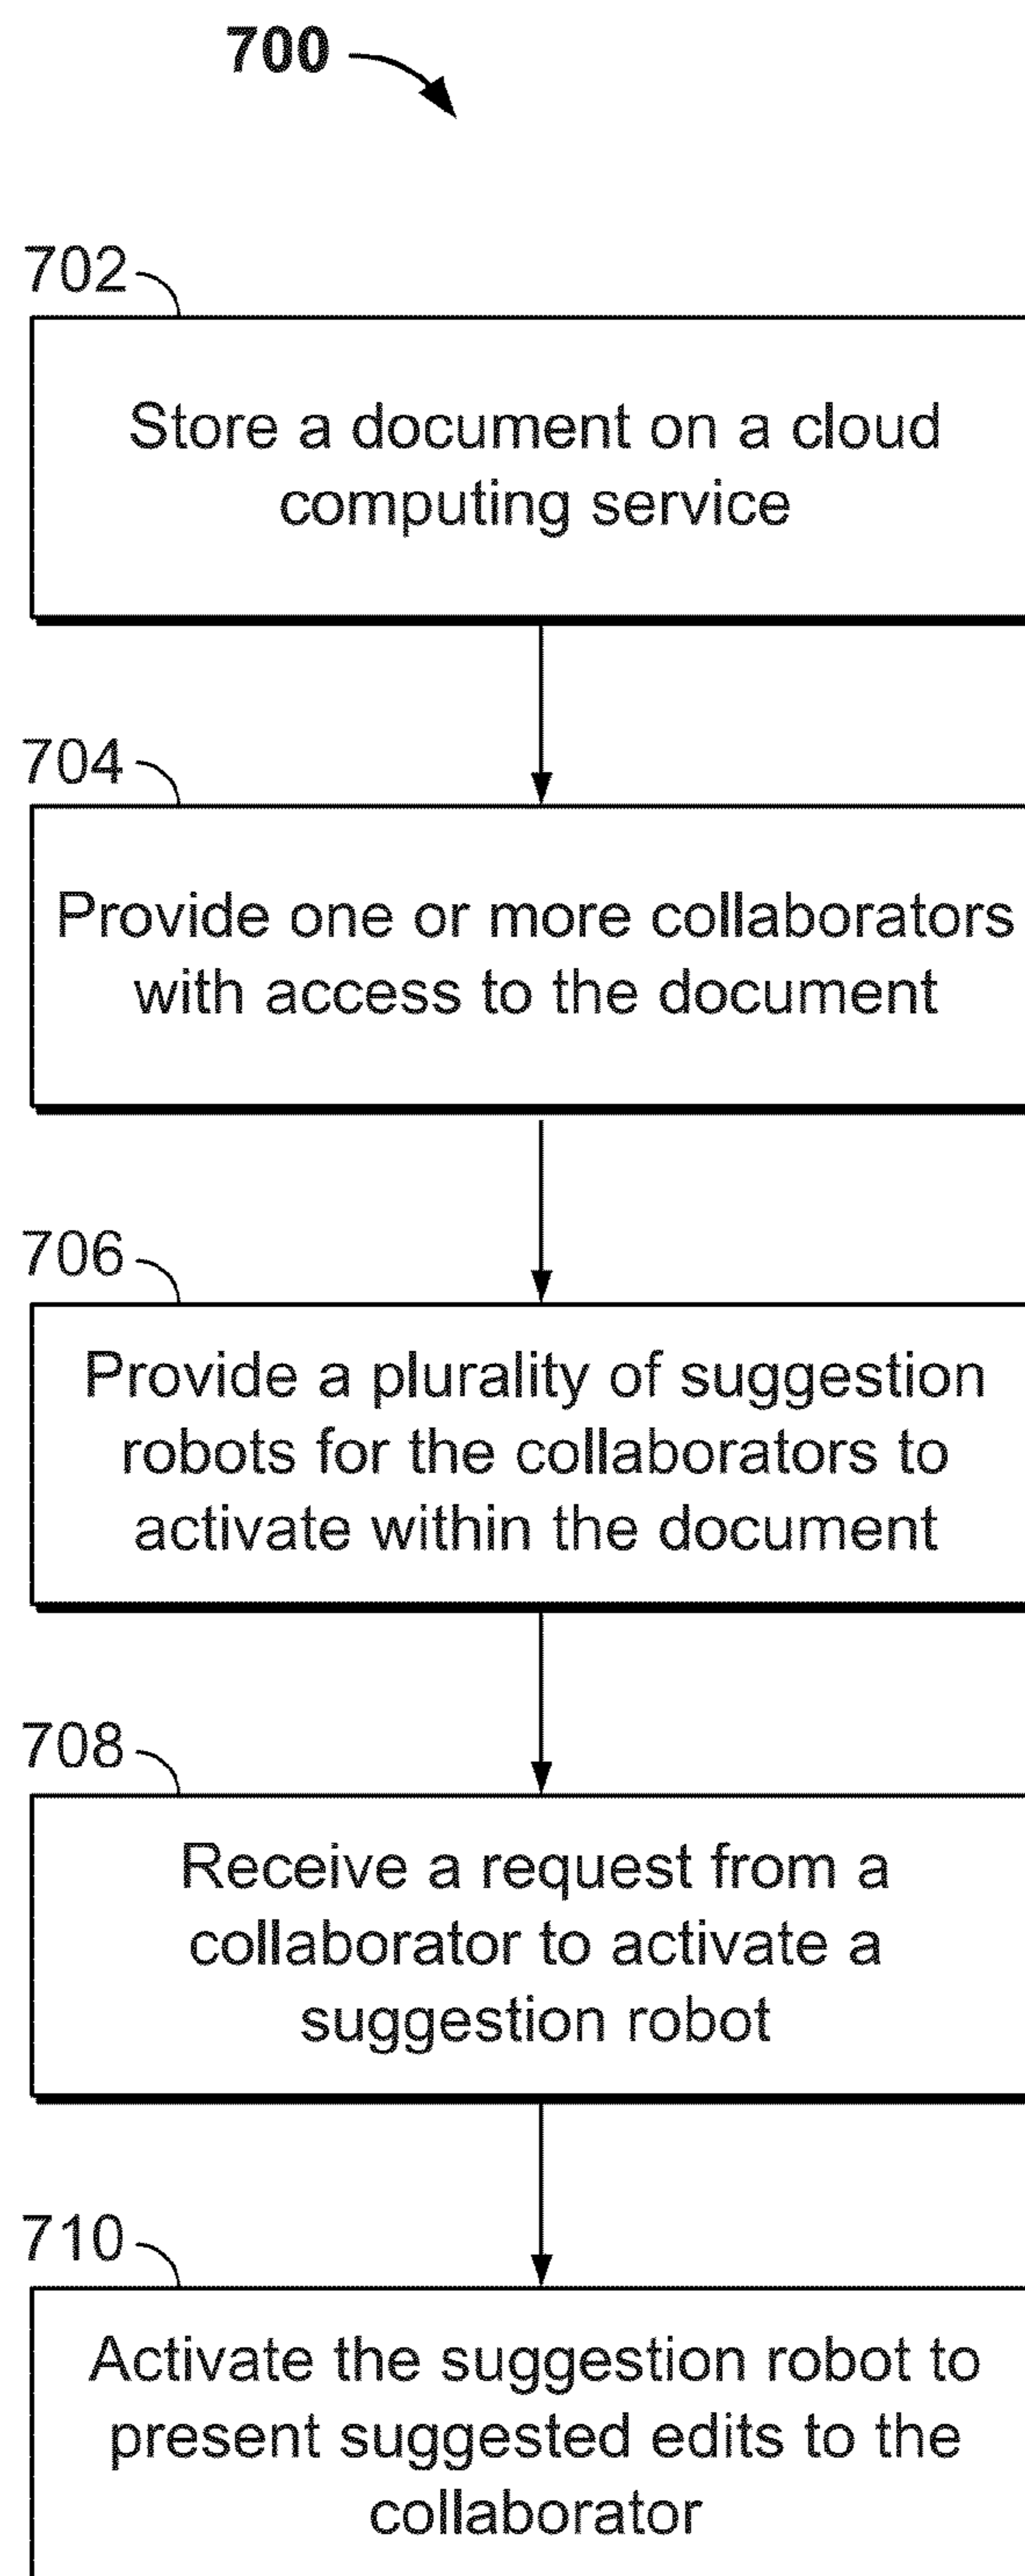 700
702
Store a document on a cloud
computing service
704
Provide one or more collaborators
with access to the document
706
Provide a plurality of suggestion
robots for the collaborators to
activate within the document
708
Receive a request from a
collaborator to activate a
suggestion robot
710
Activate the suggestion robot to
present suggested edits to the
collaborator